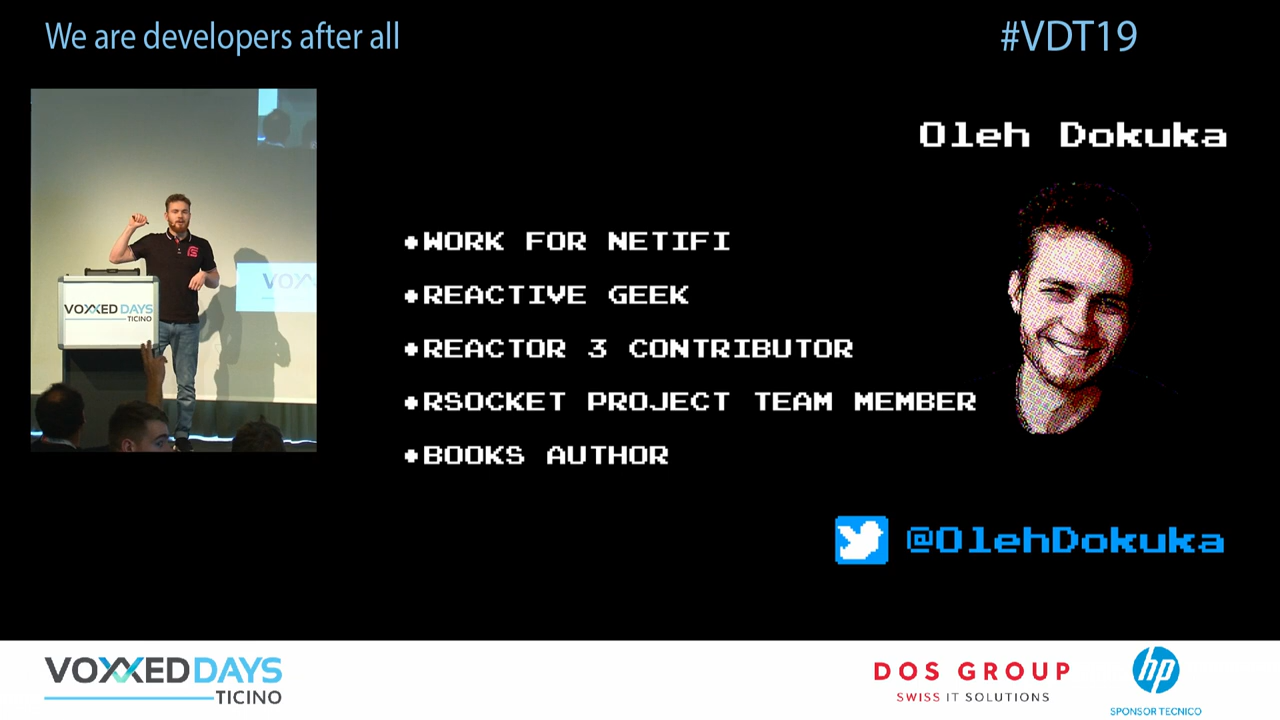 We are developers after all
#VDT19
VOXXED DAYS
TICINO
Oleh Dokuka
•WORK FOR NETIFI
•REACTIVE GEEK
•REACTOR 3 CONTRIBUTOR
•RSOCKET PROJECT TEAM MEMBER
•BOOKS AUTHOR
@OlehDokuka
VOXXED DAYS
TICINO
DOS GROUP
SWISS IT SOLUTIONS
hp
SPONSOR TECNICO